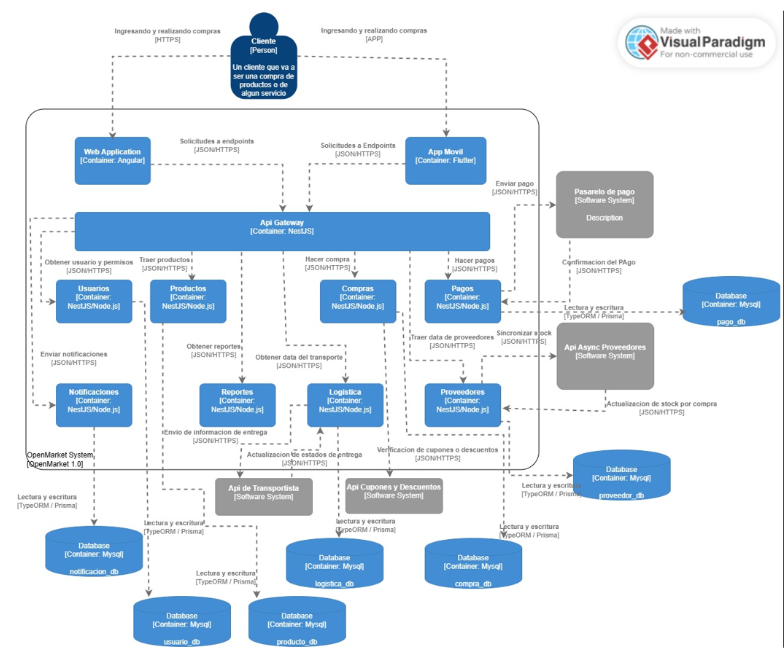 Made with
Visual Paradigm
For non-commercial use
Ingresando y realizando compras
[HTTPS]
Cliente
[Person]
Un cliente que va a
ser una compra de
productos o de
algun servicio
Ingresando y realizando compras
[APP]
Web Application
[Container: Angular]
Solicitudes a endpoints
[JSON/HTTPS]
Solicitudes a Endpoints
[JSON/HTTPS]
App Movil
[Container: Flutter]
Enviar pago
[JSON/HTTPS]
Pasarelo de pago
[Software System]
Description
Api Gateway
[Container: NestJS]
Obtener usuario y permisos
[JSON/HTTPS]
Traer productos
[JSON/HTTPS]
Hacer compra
[JSON/HTTPS]
Hacer pagos
[JSON/HTTPS]
Confirmacion del PAgo
[JSON/HTTPS]
Usuarios
[Container:
NestJS/Node.js]
Productos
[Container:
NestJS/Node.js]
Compras
[Container:
NestJS/Node.js]
Pagos
[Container:
NestJS/Node.js]
Lectura y escritura
[TypeORM / Prisma]
Database
[Container: Mysql]
pago_db
Enviar notificaciones
[JSON/HTTPS]
Obtener reportes
[JSON/HTTPS]
Obtener data del transporte
[JSON/HTTPS]
Traer data de proveedores
[JSON/HTTPS]
Sincronizar stock
[JSON/HTTPS]
Api Async Proveedores
[Software System]
Notificaciones
[Container:
NestJS/Node.js]
Reportes
[Container:
NestJS/Node.js]
Logistica
[Container:
NestJS/Node.js]
Proveedores
[Container:
NestJS/Node.js]
Actualizacion de stock por compra
[JSON/HTTPS]
Envio de informacion de entrega
[JSON/HTTPS]
Actualizacion de estados de entrega
[JSON/HTTPS]
Verificacion de cupones o descuentos
[JSON/HTTPS]
OpenMarket System
[OpenMarket 1.0]
Api de Transportista
[Software System]
Api Cupones y Descuentos
[Software System]
Lectura y escritura
[TypeORM / Prisma]
Database
[Container: Mysql]
proveedor_db
Lectura y escritura
[TypeORM / Prisma]
Lectura y escritura
[TypeORM / Prisma]
Lectura y escritura
[TypeORM / Prisma]
Lectura y escritura
[TypeORM / Prisma]
Database
[Container: Mysql]
notificacion_db
Lectura y escritura
[TypeORM / Prisma]
Database
[Container: Mysql]
logistica_db
Database
[Container: Mysql]
compra_db
Database
[Container: Mysql]
usuario_db
Database
[Container: Mysql]
producto_db